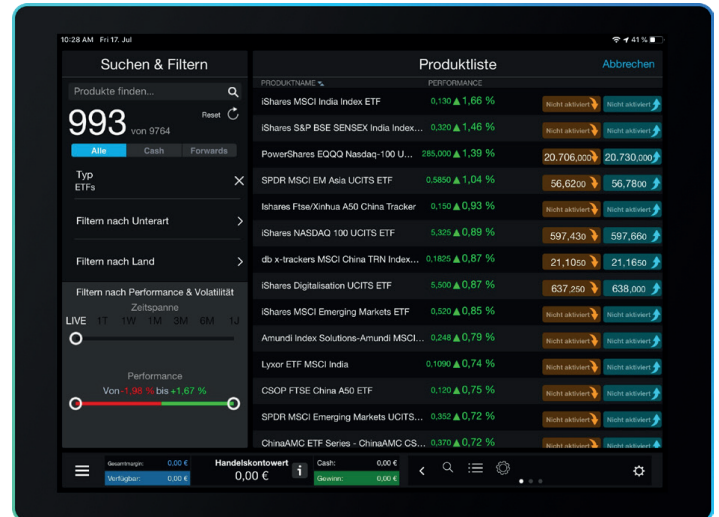 10:28 AM Fri 17. Jul
41 %
Suchen & Filtern
Produkte finden...
993 von 9764
Reset
Alle Cash Forwards
Typ
ETFs
Filtern nach Unterart
Filtern nach Land
Filtern nach Performance & Volatilität
Zeitspanne
LIVE 1T 1W 1M 3M 6M 1J
Performance
Von -1,98 % bis +1,67 %
Produktliste
Abbrechen
PRODUKTNAME PERFORMANCE
iShares MSCI India Index ETF 0,130 ▲ 1,66 % Nicht aktiviert Nicht aktiviert
iShares S&P BSE SENSEX India Index... 0,320 ▲ 1,46 % Nicht aktiviert Nicht aktiviert
PowerShares EQQQ Nasdaq-100 U... 285,000 ▲ 1,39 % 20.706,000 20.730,000
SPDR MSCI EM Asia UCITS ETF 0,5850 ▲ 1,04 % 56,6200 56,7800
Ishares Ftse/Xinhua A50 China Tracker 0,150 ▲ 0,93 % Nicht aktiviert Nicht aktiviert
iShares NASDAQ 100 UCITS ETF 5,325 ▲ 0,89 % 597,430 597,660
db x-trackers MSCI China TRN Index... 0,1825 ▲ 0,87 % 21,1050 21,1650
iShares Digitalisation UCITS ETF 5,500 ▲ 0,87 % 637,250 638,000
iShares MSCI Emerging Markets ETF 0,520 ▲ 0,85 % Nicht aktiviert Nicht aktiviert
Amundi Index Solutions-Amundi MSCI... 0,248 ▲ 0,79 % Nicht aktiviert Nicht aktiviert
Lyxor ETF MSCI India 0,1090 ▲ 0,74 % Nicht aktiviert Nicht aktiviert
CSOP FTSE China A50 ETF 0,120 ▲ 0,75 % Nicht aktiviert Nicht aktiviert
SPDR MSCI Emerging Markets UCITS... 0,352 ▲ 0,72 % Nicht aktiviert Nicht aktiviert
ChinaAMC ETF Series - ChinaAMC CS... 0,370 ▲ 0,72 % Nicht aktiviert Nicht aktiviert
Gesamtmargin: 0,00 €
Verfügbar: 0,00 €
Handelskontowert
0,00 €
Cash: 0,00 €
Gewinn: 0,00 €